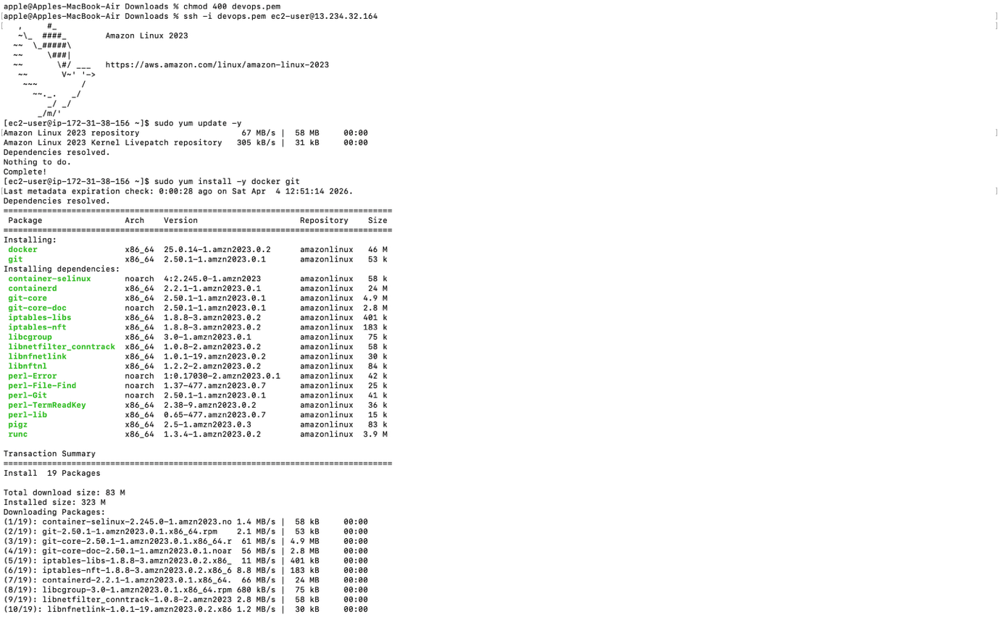 apple@Apples-MacBook-Air Downloads % chmod 400 devops.pem
[apple@Apples-MacBook-Air Downloads % ssh -i devops.pem ec2-user@13.234.32.164 ]
[   ,     #_ ]
   ~\_  ####_        Amazon Linux 2023
  ~~  \_#####\
  ~~     \###|
  ~~       \#/ ___   https://aws.amazon.com/linux/amazon-linux-2023
   ~~       V~' '->
    ~~~         /
      ~~._.   _/
         _/ _/
       _/m/'
[ec2-user@ip-172-31-38-156 ~]$ sudo yum update -y
[Amazon Linux 2023 repository                     67 MB/s |  58 MB     00:00 ]
Amazon Linux 2023 Kernel Livepatch repository   305 kB/s |  31 kB     00:00
Dependencies resolved.
Nothing to do.
Complete!
[ec2-user@ip-172-31-38-156 ~]$ sudo yum install -y docker git
[Last metadata expiration check: 0:00:28 ago on Sat Apr  4 12:51:14 2026. ]
Dependencies resolved.
================================================================================
 Package                 Arch    Version                     Repository    Size
================================================================================
Installing:
 docker                  x86_64  25.0.14-1.amzn2023.0.2      amazonlinux   46 M
 git                     x86_64  2.50.1-1.amzn2023.0.1       amazonlinux   53 k
Installing dependencies:
 container-selinux       noarch  4:2.245.0-1.amzn2023        amazonlinux   58 k
 containerd              x86_64  2.2.1-1.amzn2023.0.1        amazonlinux   24 M
 git-core                x86_64  2.50.1-1.amzn2023.0.1       amazonlinux  4.9 M
 git-core-doc            noarch  2.50.1-1.amzn2023.0.1       amazonlinux  2.8 M
 iptables-libs           x86_64  1.8.8-3.amzn2023.0.2        amazonlinux  401 k
 iptables-nft            x86_64  1.8.8-3.amzn2023.0.2        amazonlinux  183 k
 libcgroup               x86_64  3.0-1.amzn2023.0.1          amazonlinux   75 k
 libnetfilter_conntrack  x86_64  1.0.8-2.amzn2023.0.2        amazonlinux   58 k
 libnfnetlink            x86_64  1.0.1-19.amzn2023.0.2       amazonlinux   30 k
 libnftnl                x86_64  1.2.2-2.amzn2023.0.2        amazonlinux   84 k
 perl-Error              noarch  1:0.17030-2.amzn2023.0.1    amazonlinux   42 k
 perl-File-Find          noarch  1.37-477.amzn2023.0.7       amazonlinux   25 k
 perl-Git                noarch  2.50.1-1.amzn2023.0.1       amazonlinux   41 k
 perl-TermReadKey        x86_64  2.38-9.amzn2023.0.2         amazonlinux   36 k
 perl-lib                x86_64  0.65-477.amzn2023.0.7       amazonlinux   15 k
 pigz                    x86_64  2.5-1.amzn2023.0.3          amazonlinux   83 k
 runc                    x86_64  1.3.4-1.amzn2023.0.2        amazonlinux  3.9 M
Transaction Summary
================================================================================
Install  19 Packages
Total download size: 83 M
Installed size: 323 M
Downloading Packages:
(1/19): container-selinux-2.245.0-1.amzn2023.no 1.4 MB/s |  58 kB     00:00
(2/19): git-2.50.1-1.amzn2023.0.1.x86_64.rpm    2.1 MB/s |  53 kB     00:00
(3/19): git-core-2.50.1-1.amzn2023.0.1.x86_64.r  61 MB/s | 4.9 MB     00:00
(4/19): git-core-doc-2.50.1-1.amzn2023.0.1.noar  56 MB/s | 2.8 MB     00:00
(5/19): iptables-libs-1.8.8-3.amzn2023.0.2.x86_  11 MB/s | 401 kB     00:00
(6/19): iptables-nft-1.8.8-3.amzn2023.0.2.x86_6 8.8 MB/s | 183 kB     00:00
(7/19): containerd-2.2.1-1.amzn2023.0.1.x86_64.  66 MB/s |  24 MB     00:00
(8/19): libcgroup-3.0-1.amzn2023.0.1.x86_64.rpm 680 kB/s |  75 kB     00:00
(9/19): libnetfilter_conntrack-1.0.8-2.amzn2023 2.8 MB/s |  58 kB     00:00
(10/19): libnfnetlink-1.0.1-19.amzn2023.0.2.x86 1.2 MB/s |  30 kB     00:00